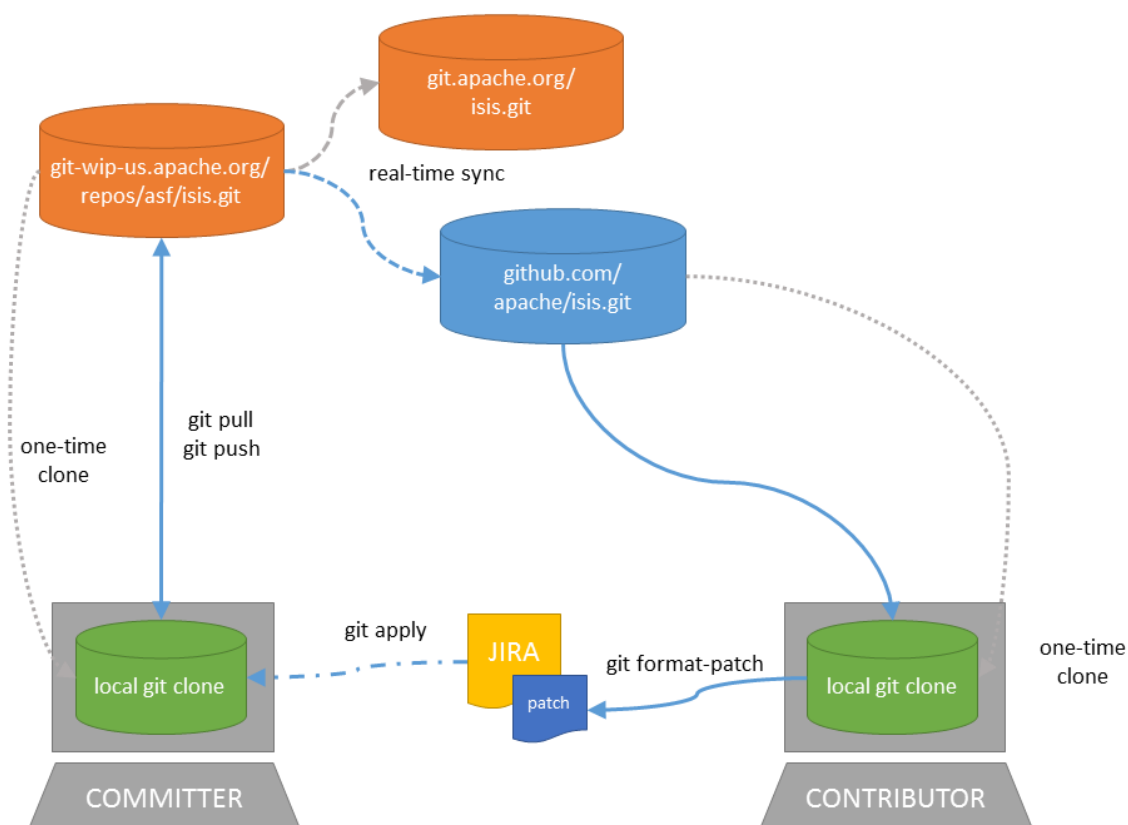 git.apache.org/
isis.git
git-wip-us.apache.org/
repos/asf/isis.git
real-time sync
github.com/
apache/isis.git
git pull
git push
one-time
clone
git apply
JIRA
git format-patch
one-time
clone
local git clone
patch
local git clone
COMMITTER
CONTRIBUTOR